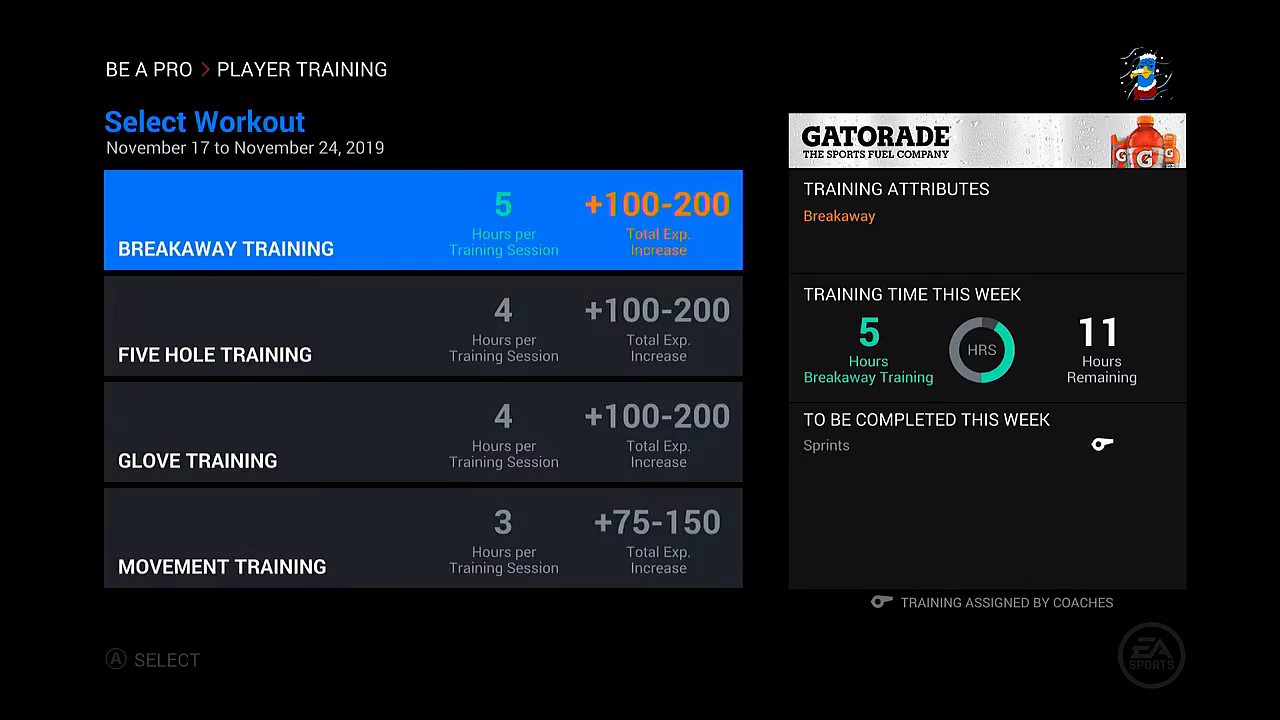 BE A PRO > PLAYER TRAINING
Select Workout
November 17 to November 24, 2019
BREAKAWAY TRAINING
5
Hours per
Training Session
+100-200
Total Exp.
Increase
FIVE HOLE TRAINING
4
Hours per
Training Session
+100-200
Total Exp.
Increase
GLOVE TRAINING
4
Hours per
Training Session
+100-200
Total Exp.
Increase
MOVEMENT TRAINING
3
Hours per
Training Session
+75-150
Total Exp.
Increase
GATORADE
THE SPORTS FUEL COMPANY
G G G
TRAINING ATTRIBUTES
Breakaway
TRAINING TIME THIS WEEK
5
Hours
Breakaway Training
HRS
11
Hours
Remaining
TO BE COMPLETED THIS WEEK
Sprints
TRAINING ASSIGNED BY COACHES
A SELECT
EA
SPORTS